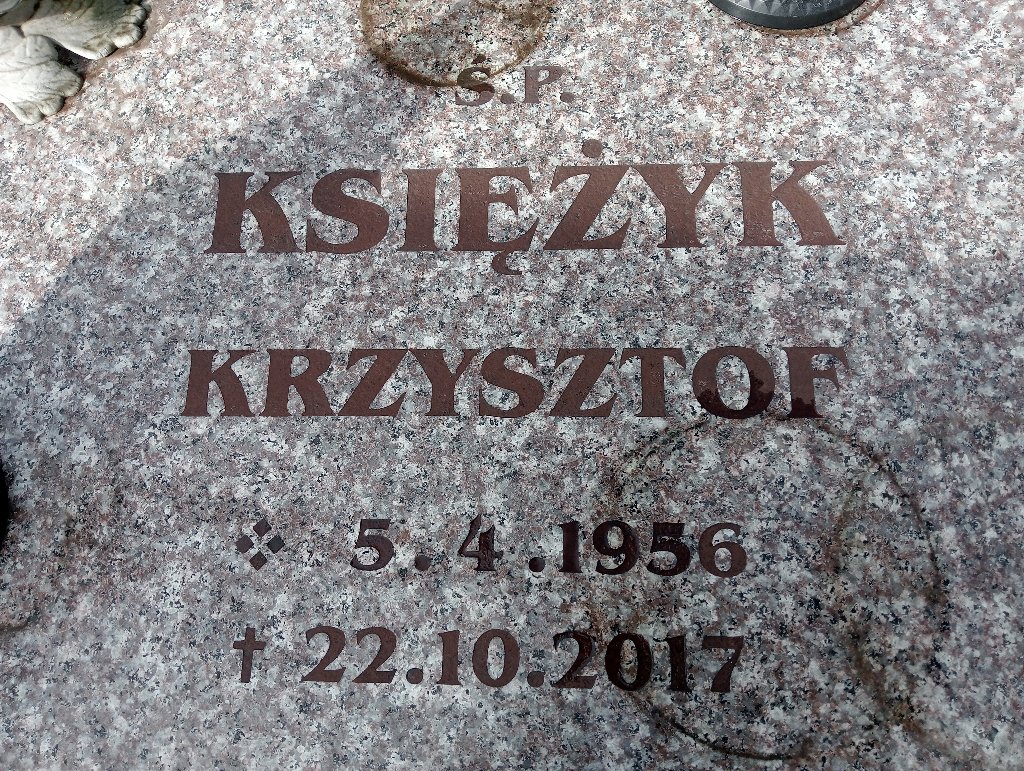 Ś.P.
KSIĘŻYK
KRZYSZTOF
❖ 5.4.1956
† 22.10.2017